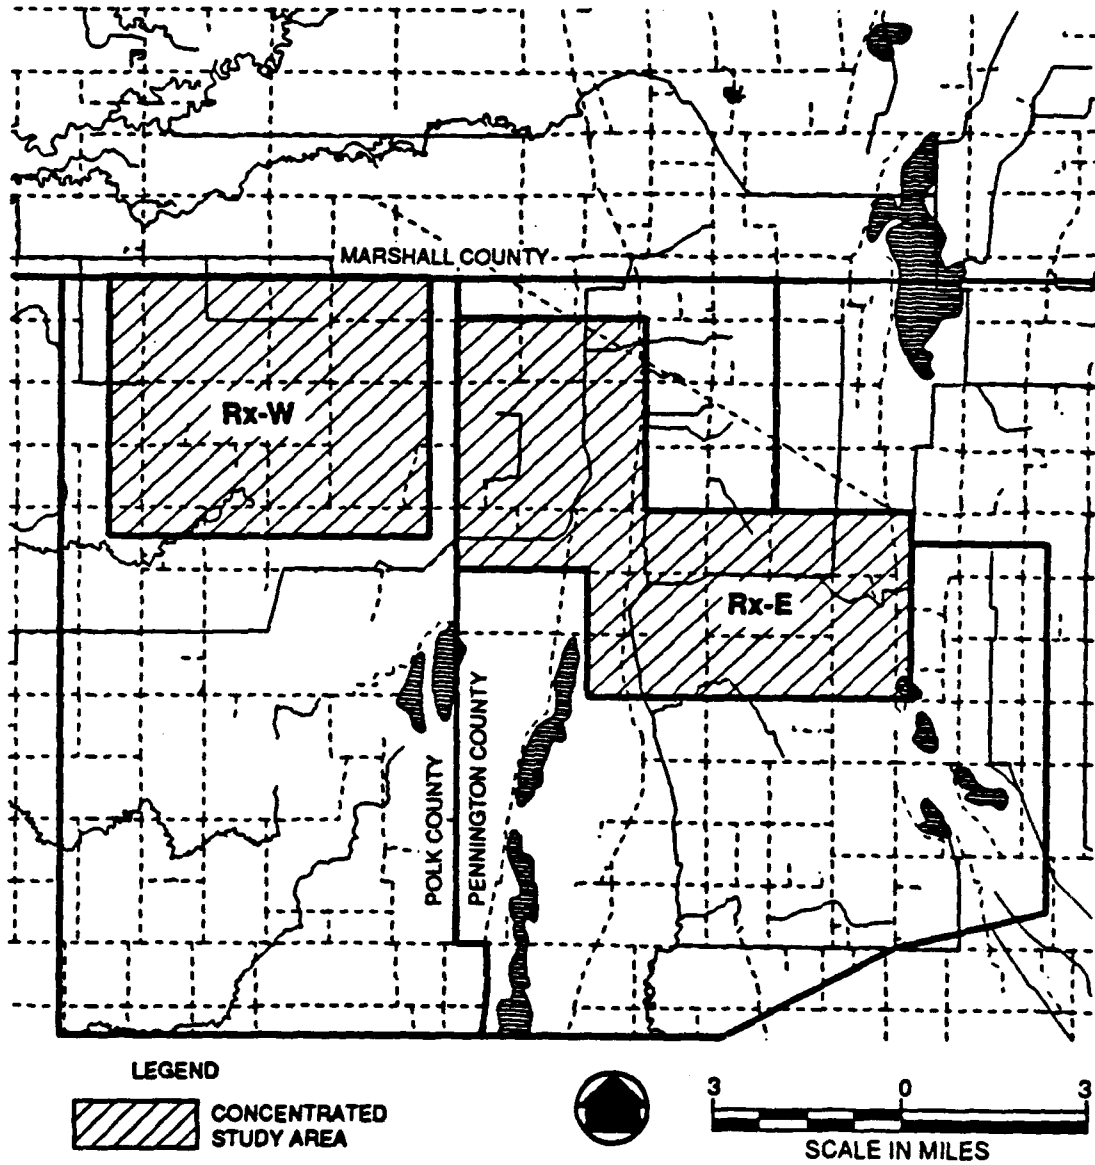 MARSHALL COUNTY
Rx-W
Rx-E
POLK COUNTY
PENNINGTON COUNTY
LEGEND
CONCENTRATED
STUDY AREA
3 0 3
SCALE IN MILES